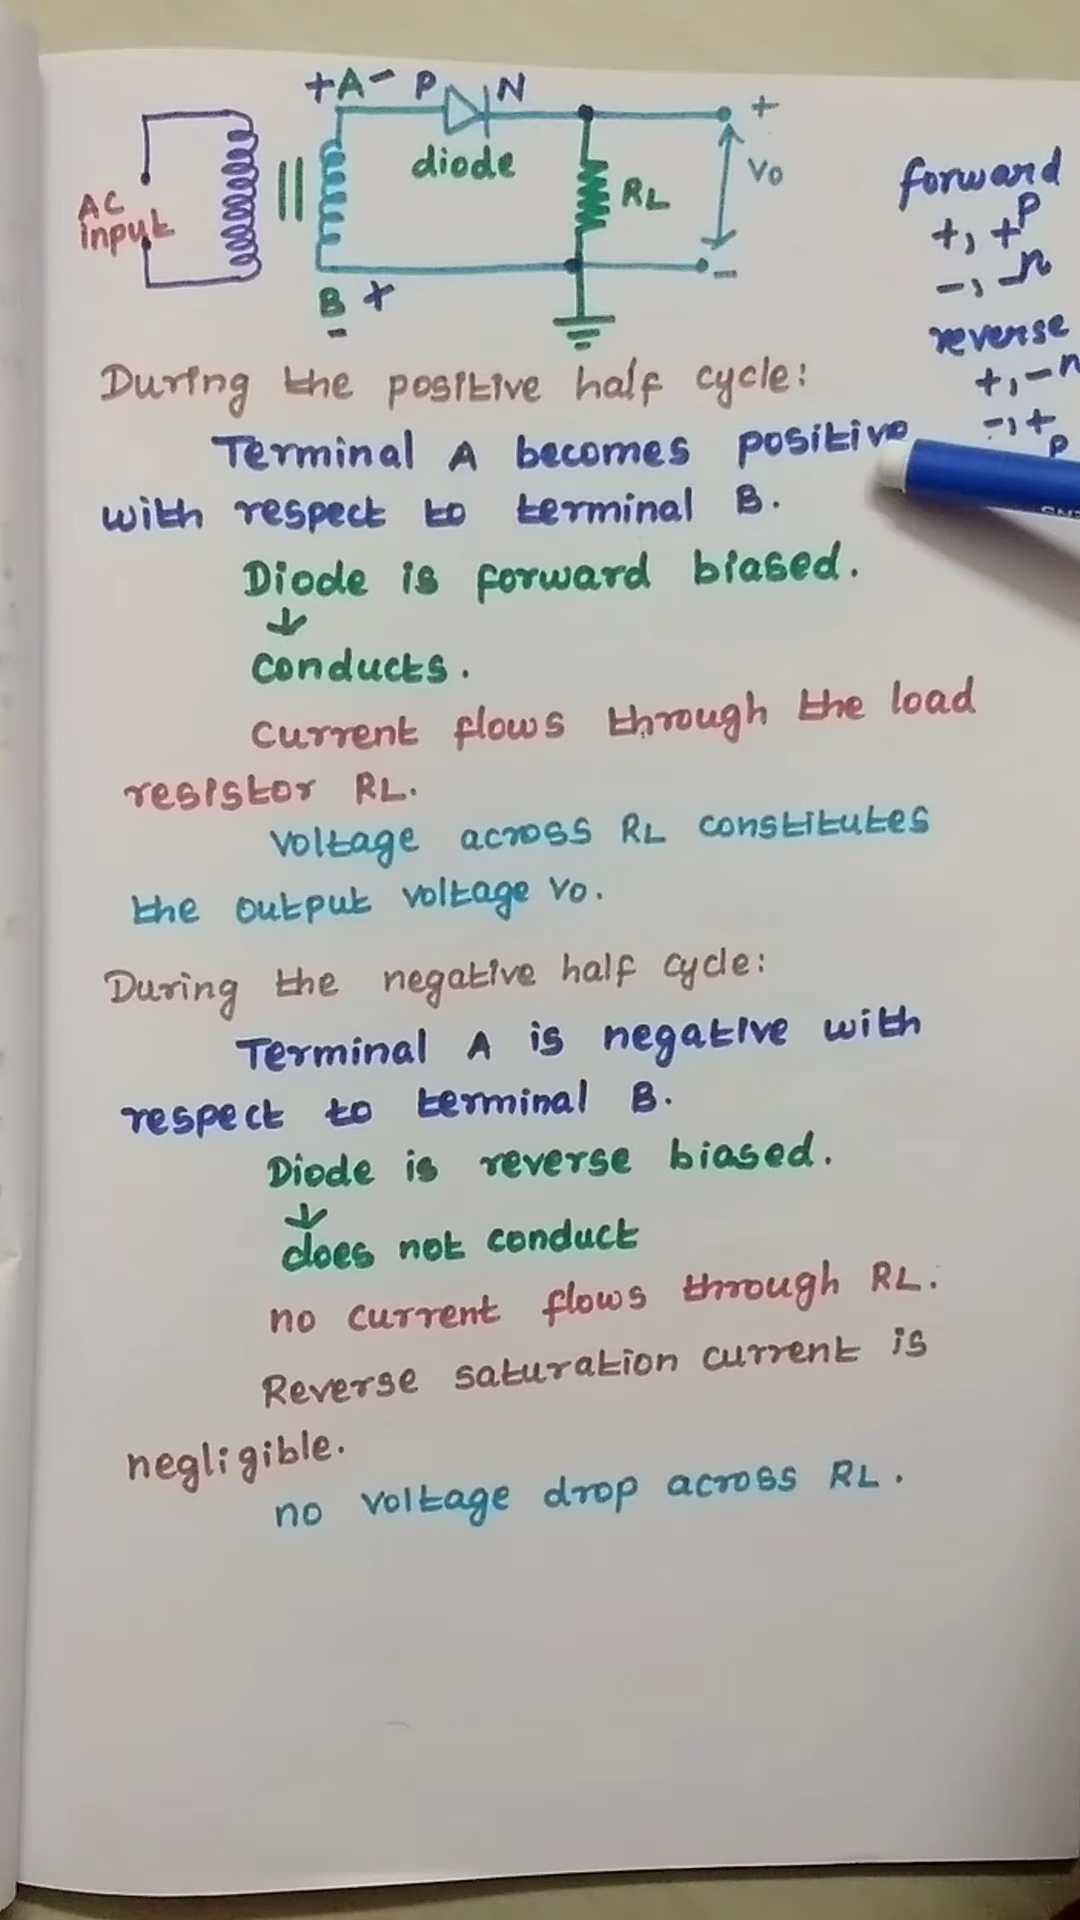 +A- P N +
AC
input
diode
RL
Vo
B + -
-
forward
+, + P
-, - n
reverse
+, - n
-, +
P
During the positive half cycle:
Terminal A becomes positive
with respect to terminal B.
Diode is forward biased.
↓
conducts.
current flows through the load
resistor RL.
Voltage across RL constitutes
the output voltage Vo.
During the negative half cycle:
Terminal A is negative with
respect to terminal B.
Diode is reverse biased.
↓
does not conduct
no current flows through RL.
Reverse saturation current is
negligible.
no voltage drop across RL.